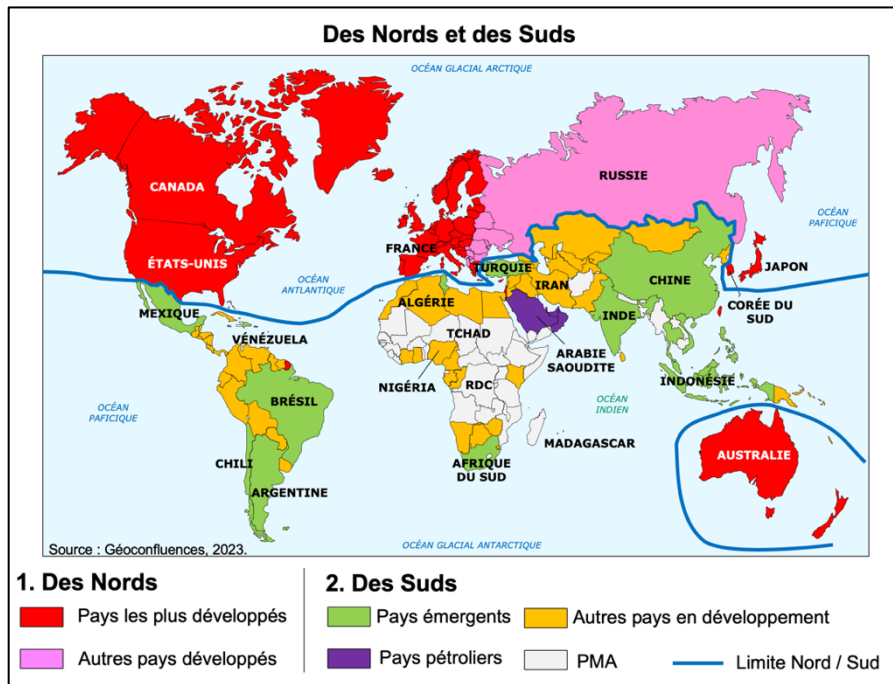 Des Nords et des Suds
OCÉAN GLACIAL ARCTIQUE
CANADA
RUSSIE
OCÉAN
PAFICIQUE
FRANCE
ÉTATS-UNIS
OCÉAN
ANTLANTIQUE
TURQUIE
JAPON
IRAN
CHINE
ALGÉRIE
MEXIQUE
CORÉE DU
SUD
INDE
TCHAD
VÉNÉZUELA
ARABIE
SAOUDITE
NIGÉRIA
RDC
INDONÉSIE
OCÉAN
PAFICIQUE
BRÉSIL
OCÉAN
INDIEN
MADAGASCAR
AUSTRALIE
CHILI
AFRIQUE
DU SUD
ARGENTINE
Source : Géoconfluences, 2023.
OCÉAN GLACIAL ANTARCTIQUE
1. Des Nords
Pays les plus développés
Autres pays développés
2. Des Suds
Pays émergents
Autres pays en développement
Pays pétroliers
PMA
Limite Nord / Sud